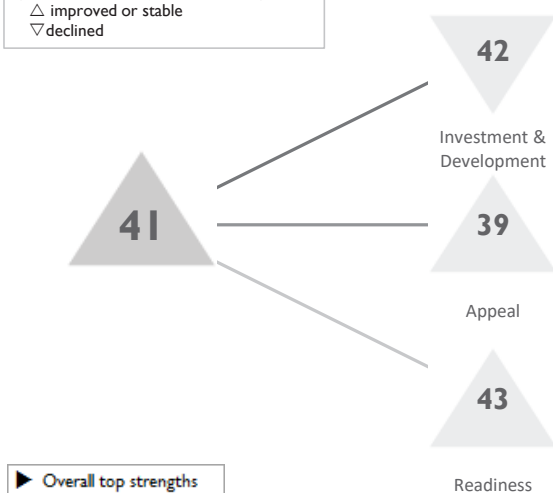 △ improved or stable
▽ declined
42
Investment &
Development
41
39
Appeal
43
Readiness
▶ Overall top strengths